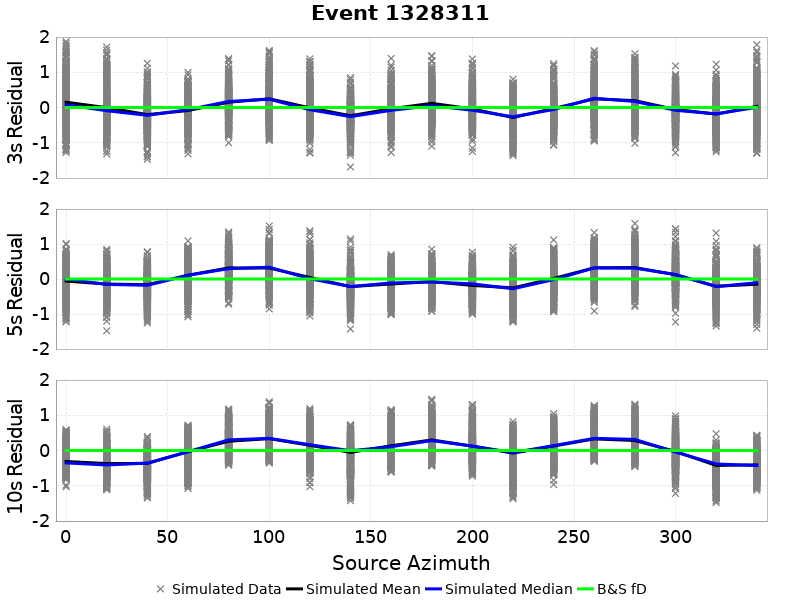 Event 1328311
3s Residual
2
1
0
-1
-2
5s Residual
2
1
0
-1
-2
10s Residual
2
1
0
-1
-2
0 50 100 150 200 250 300
Source Azimuth
Simulated Data Simulated Mean Simulated Median B&S fD